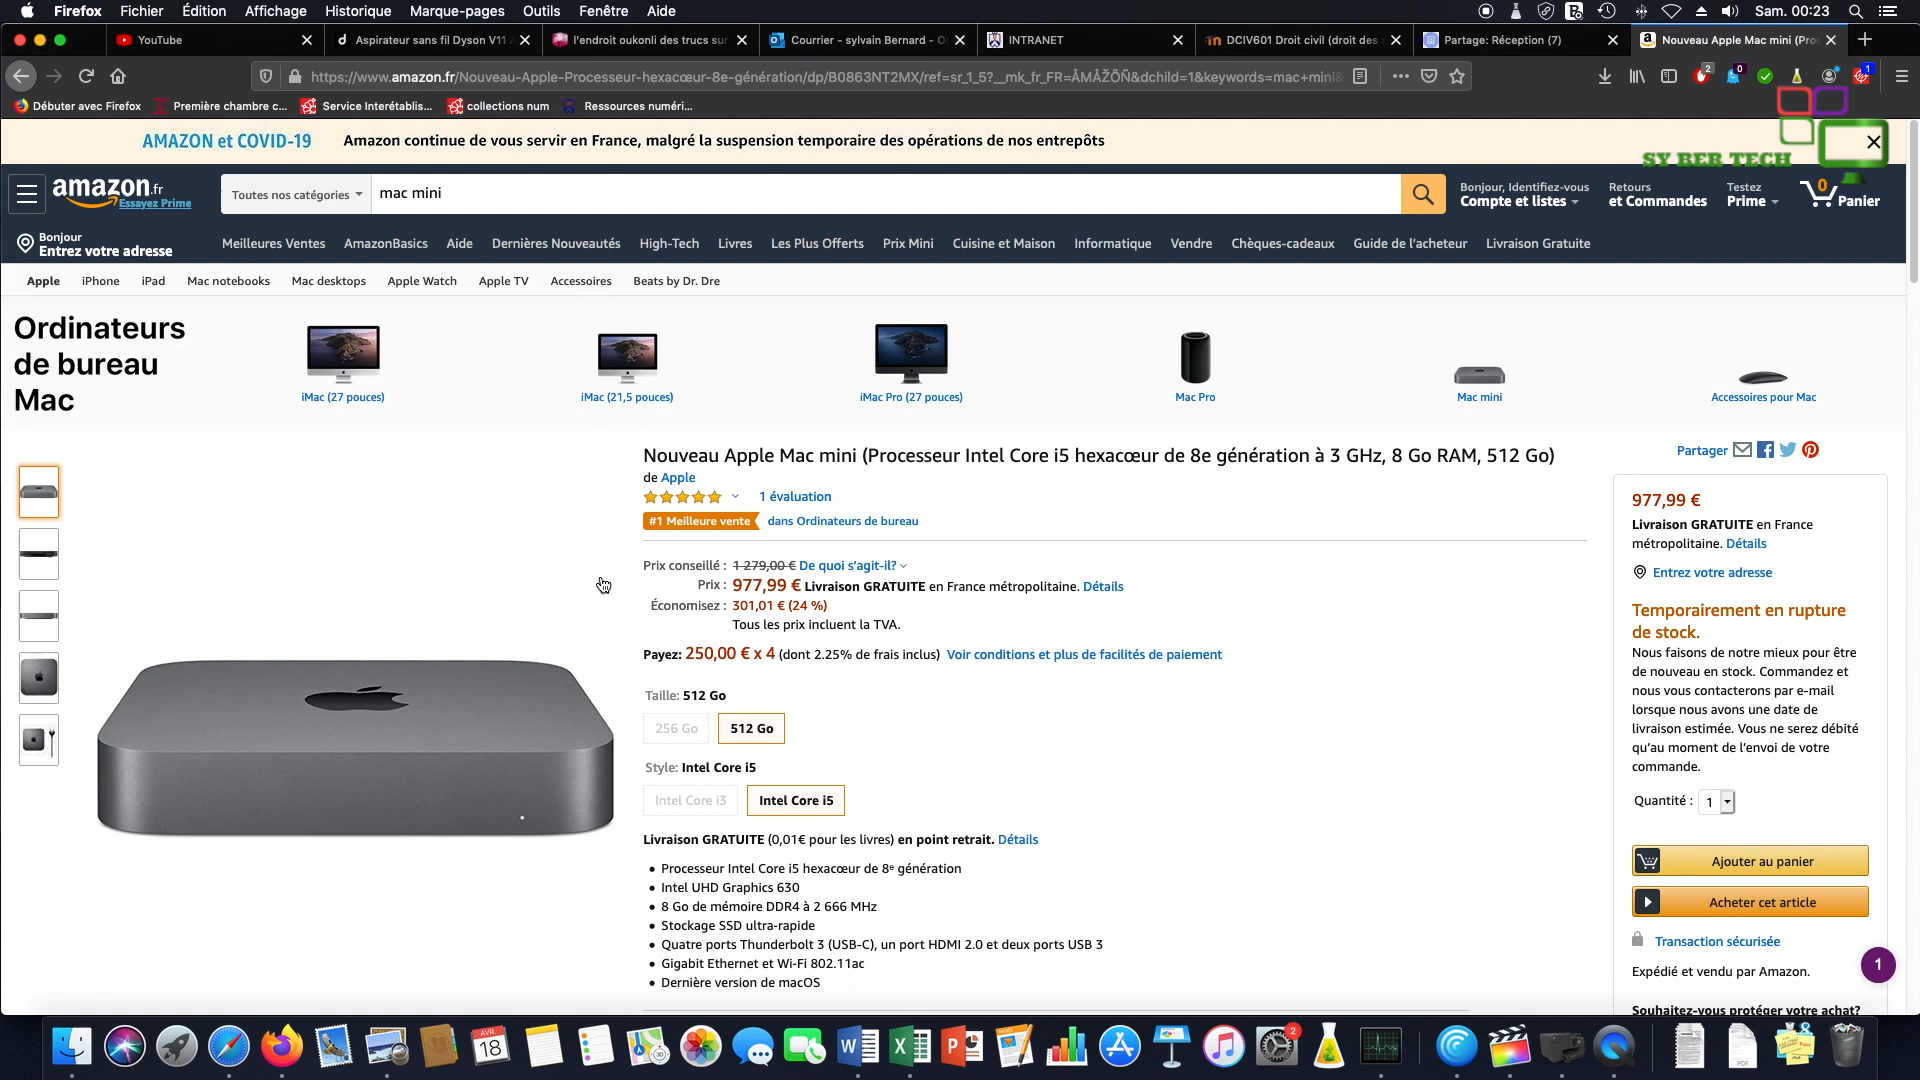 Firefox Fichier Édition Affichage Historique Marque-pages Outils Fenêtre Aide Sam. 00:23
YouTube
Aspirateur sans fil Dyson V11
l'endroit oukonli des trucs sur
Courrier - sylvain Bernard - O
INTRANET
DCIV601 Droit civil (droit des
Partage: Réception (7)
Nouveau Apple Mac mini (Pro
https://www.amazon.fr/Nouveau-Apple-Processeur-hexacœur-8e-génération/dp/B0863NT2MX/ref=sr_1_5?__mk_fr_FR=ÅMÅŽÕÑ&dchild=1&keywords=mac+mini&
2 0 1
Débuter avec Firefox Première chambre c... Service Interétablis... collections num Ressources numéri...
AMAZON et COVID-19 Amazon continue de vous servir en France, malgré la suspension temporaire des opérations de nos entrepôts
SY BER TECH
amazon.fr
Essayez Prime
Toutes nos catégories
mac mini
Bonjour, Identifiez-vous
Compte et listes
Retours
et Commandes
Testez
Prime
0
Panier
Bonjour
Entrez votre adresse
Meilleures Ventes AmazonBasics Aide Dernières Nouveautés High-Tech Livres Les Plus Offerts Prix Mini Cuisine et Maison Informatique Vendre Chèques-cadeaux Guide de l'acheteur Livraison Gratuite
Apple iPhone iPad Mac notebooks Mac desktops Apple Watch Apple TV Accessoires Beats by Dr. Dre
Ordinateurs
de bureau
Mac
iMac (27 pouces)
iMac (21,5 pouces)
iMac Pro (27 pouces)
Mac Pro
Mac mini
Accessoires pour Mac
Nouveau Apple Mac mini (Processeur Intel Core i5 hexacœur de 8e génération à 3 GHz, 8 Go RAM, 512 Go)
de Apple
1 évaluation
#1 Meilleure vente dans Ordinateurs de bureau
Prix conseillé : 1 279,00 € De quoi s'agit-il?
Prix : 977,99 € Livraison GRATUITE en France métropolitaine. Détails
Économisez : 301,01 € (24 %)
Tous les prix incluent la TVA.
Payez: 250,00 € x 4 (dont 2.25% de frais inclus) Voir conditions et plus de facilités de paiement
Taille: 512 Go
256 Go 512 Go
Style: Intel Core i5
Intel Core i3 Intel Core i5
Livraison GRATUITE (0,01€ pour les livres) en point retrait. Détails
• Processeur Intel Core i5 hexacœur de 8ᵉ génération
• Intel UHD Graphics 630
• 8 Go de mémoire DDR4 à 2 666 MHz
• Stockage SSD ultra-rapide
• Quatre ports Thunderbolt 3 (USB-C), un port HDMI 2.0 et deux ports USB 3
• Gigabit Ethernet et Wi-Fi 802.11ac
• Dernière version de macOS
Partager
977,99 €
Livraison GRATUITE en France
métropolitaine. Détails
Entrez votre adresse
Temporairement en rupture
de stock.
Nous faisons de notre mieux pour être
de nouveau en stock. Commandez et
nous vous contacterons par e-mail
lorsque nous avons une date de
livraison estimée. Vous ne serez débité
qu'au moment de l'envoi de votre
commande.
Quantité : 1
Ajouter au panier
Acheter cet article
Transaction sécurisée
Expédié et vendu par Amazon.
1
Souhaitez-vous protéger votre achat?
AVR.
18
2
PDF